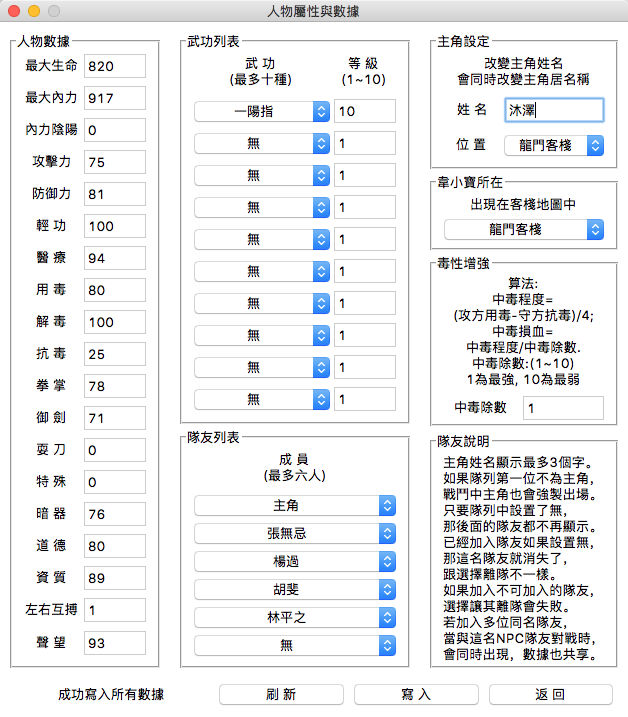 人物屬性與數據
人物數據
最大生命 820
最大內力 917
內力陰陽 0
攻擊力 75
防御力 81
輕 功 100
醫 療 94
用 毒 80
解 毒 100
抗 毒 25
拳 掌 78
御 劍 71
耍 刀 0
特 殊 0
暗 器 76
道 德 80
資 質 89
左右互搏 1
聲 望 93
武功列表
武 功 等 級
(最多十種) (1~10)
一陽指 10
無 1
無 1
無 1
無 1
無 1
無 1
無 1
無 1
無 1
隊友列表
成 員
(最多六人)
主角
張無忌
楊過
胡斐
林平之
無
主角設定
改變主角姓名
會同時改變主角居名稱
姓 名 沐澤
位 置 龍門客棧
韋小寶所在
出現在客棧地圖中
龍門客棧
毒性增強
算法:
中毒程度=
(攻方用毒-守方抗毒)/4;
中毒損血=
中毒程度/中毒除數.
中毒除數:(1~10)
1為最強, 10為最弱
中毒除數 1
隊友說明
主角姓名顯示最多3個字。
如果隊列第一位不為主角，
戰鬥中主角也會強製出場。
只要隊列中設置了無，
那後面的隊友都不再顯示。
已經加入隊友如果設置無，
那這名隊友就消失了，
跟選擇離隊不一樣。
如果加入不可加入的隊友，
選擇讓其離隊會失敗。
若加入多位同名隊友，
當與這名NPC隊友對戰時，
會同時出現，數據也共享。
成功寫入所有數據
刷 新
寫 入
返 回